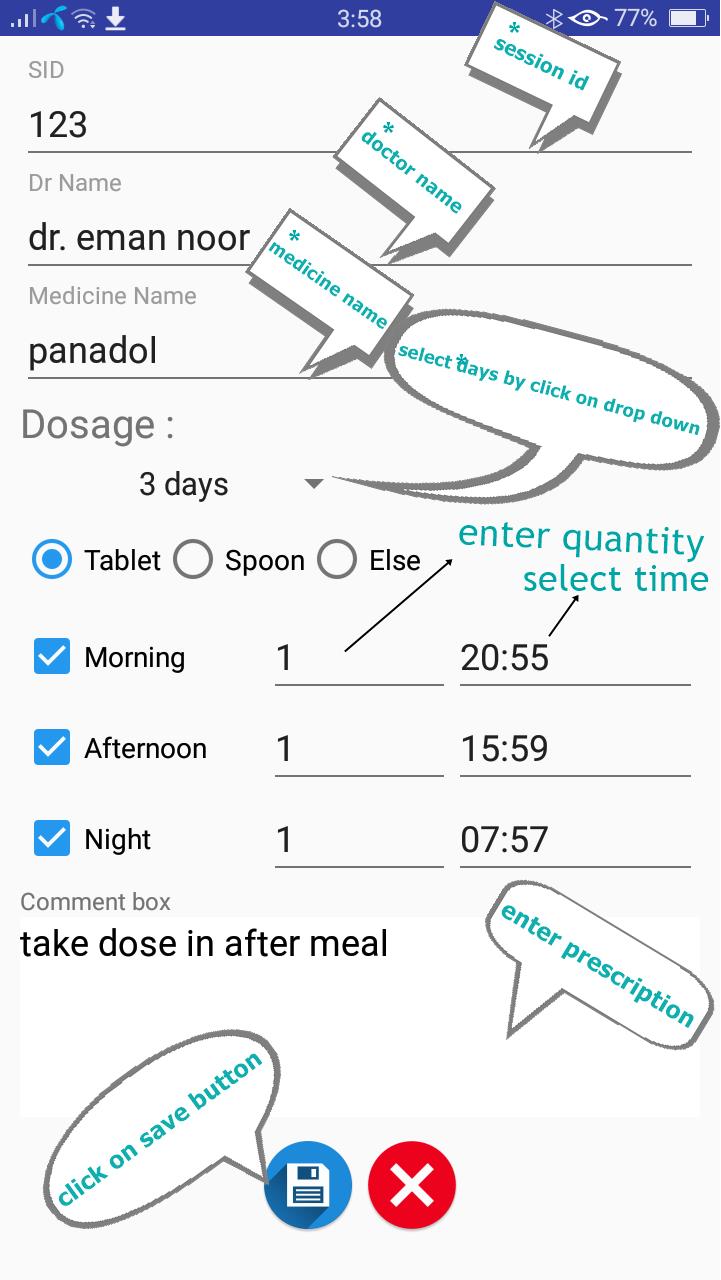 3:58
77%
SID
* session id
123
Dr Name
* doctor name
dr. eman noor
* medicine name
Medicine Name
panadol
* select days by click on drop down
Dosage :
3 days
enter quantity
select time
Tablet Spoon Else
Morning 1 20:55
Afternoon 1 15:59
Night 1 07:57
Comment box
enter prescription
take dose in after meal
click on save button